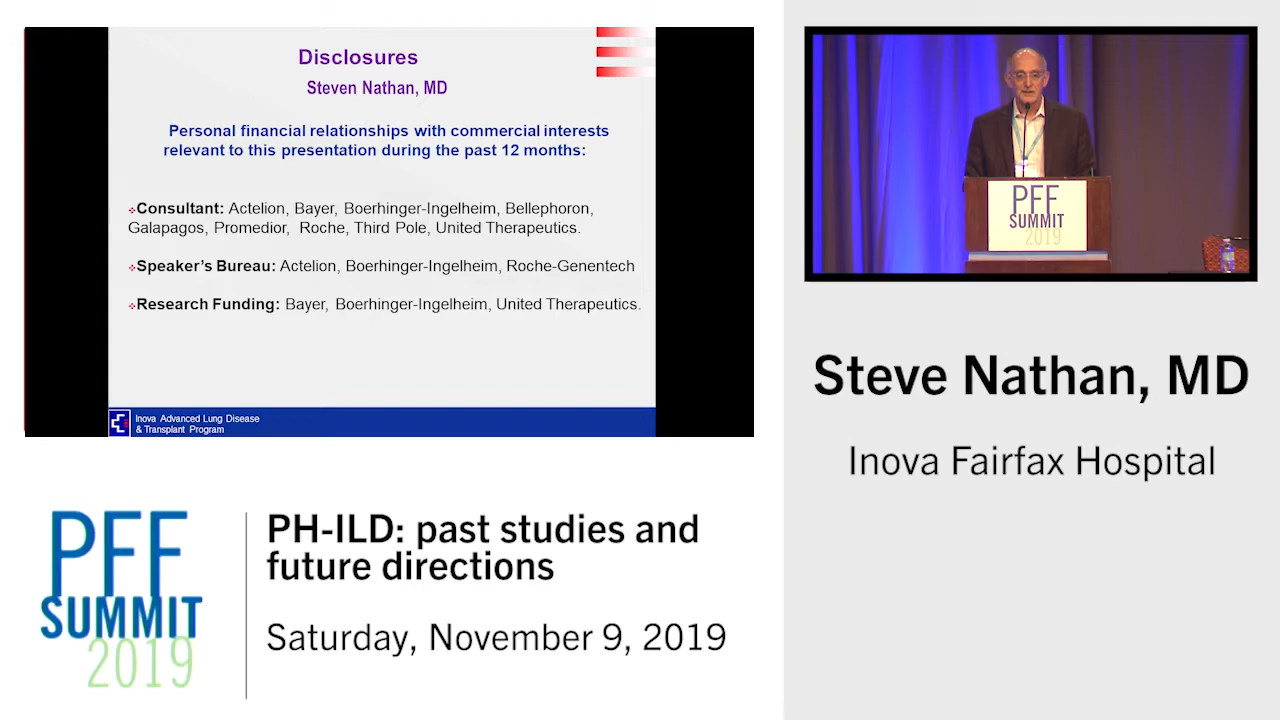 Disclosures
Steven Nathan, MD
Personal financial relationships with commercial interests
relevant to this presentation during the past 12 months:
Consultant: Actelion, Bayer, Boerhinger-Ingelheim, Bellephoron,
Galapagos, Promedior, Roche, Third Pole, United Therapeutics.
Speaker's Bureau: Actelion, Boerhinger-Ingelheim, Roche-Genentech
Research Funding: Bayer, Boerhinger-Ingelheim, United Therapeutics.
Inova Advanced Lung Disease
& Transplant Program
PFF
SUMMIT
2019
Steve Nathan, MD
Inova Fairfax Hospital
PFF
SUMMIT
2019
PH-ILD: past studies and
future directions
Saturday, November 9, 2019